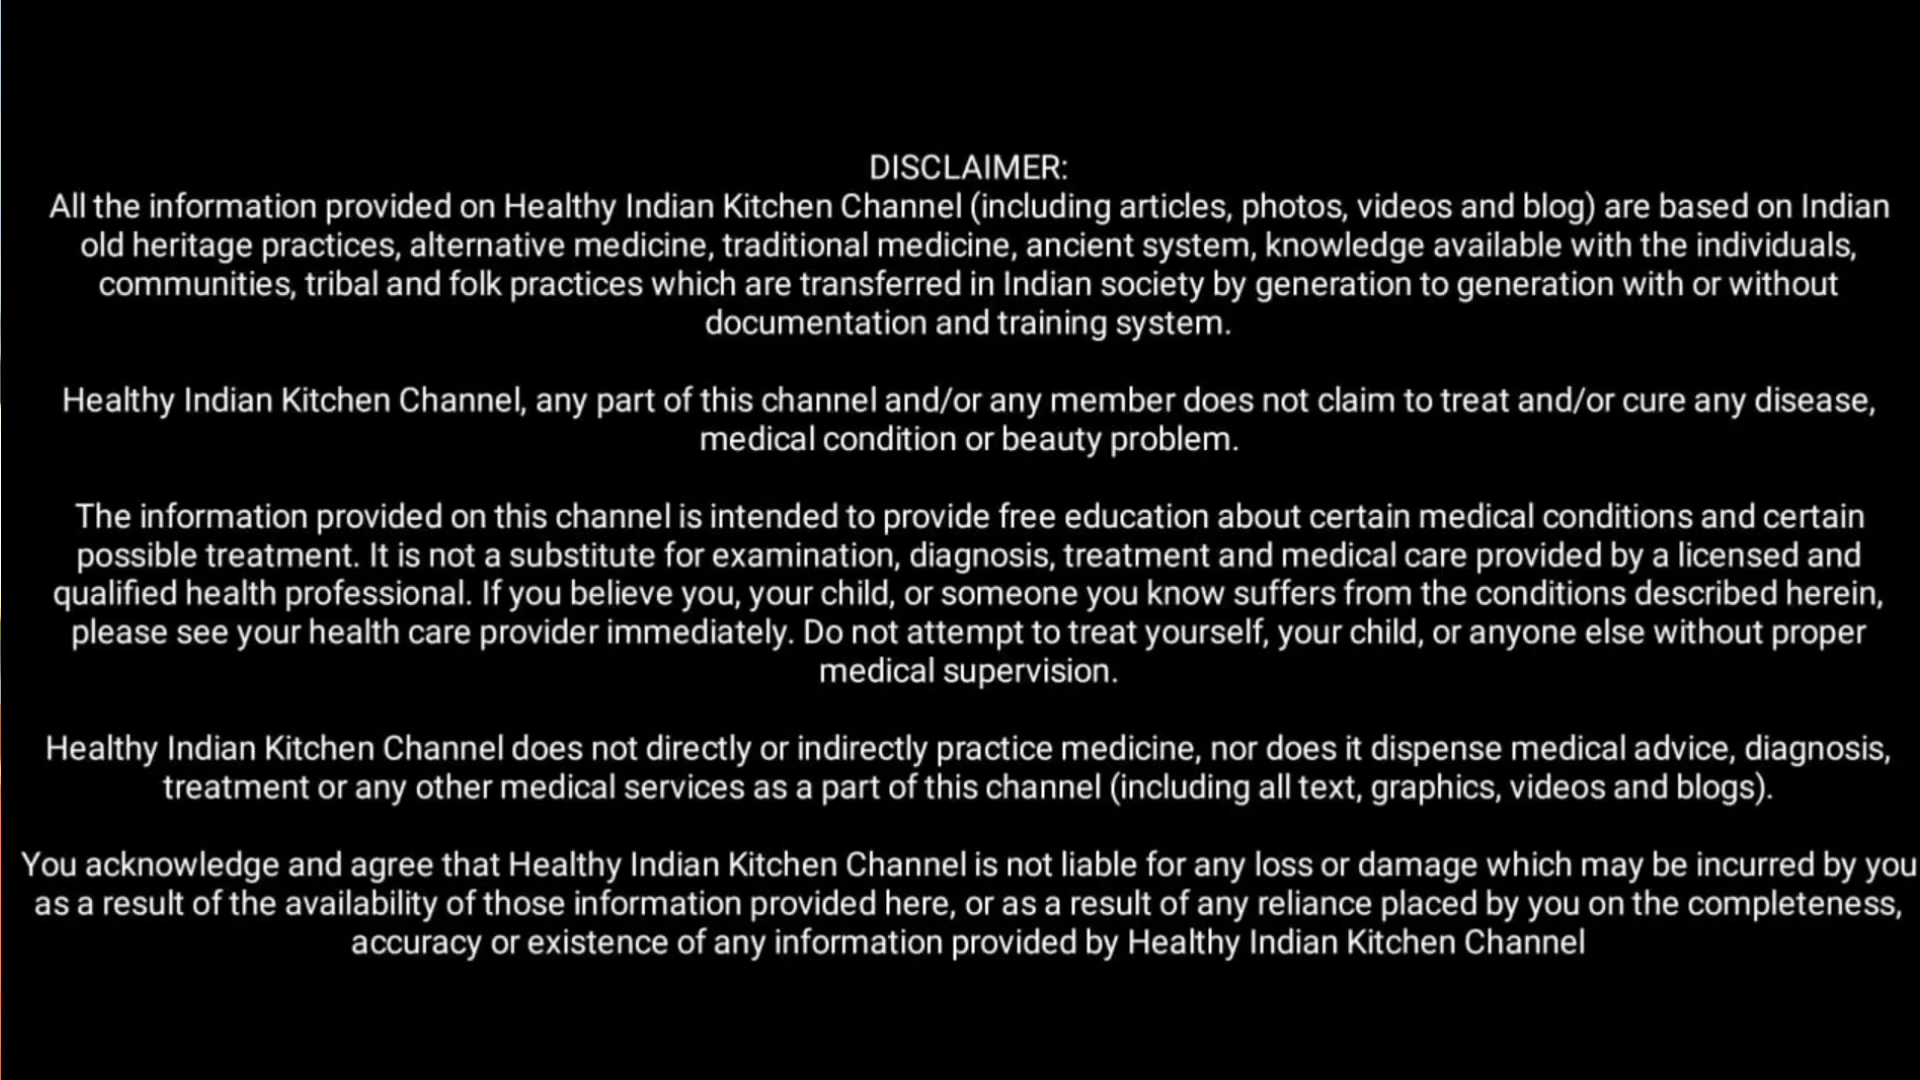 DISCLAIMER:
All the information provided on Healthy Indian Kitchen Channel (including articles, photos, videos and blog) are based on Indian
old heritage practices, alternative medicine, traditional medicine, ancient system, knowledge available with the individuals,
communities, tribal and folk practices which are transferred in Indian society by generation to generation with or without
documentation and training system.
Healthy Indian Kitchen Channel, any part of this channel and/or any member does not claim to treat and/or cure any disease,
medical condition or beauty problem.
The information provided on this channel is intended to provide free education about certain medical conditions and certain
possible treatment. It is not a substitute for examination, diagnosis, treatment and medical care provided by a licensed and
qualified health professional. If you believe you, your child, or someone you know suffers from the conditions described herein,
please see your health care provider immediately. Do not attempt to treat yourself, your child, or anyone else without proper
medical supervision.
Healthy Indian Kitchen Channel does not directly or indirectly practice medicine, nor does it dispense medical advice, diagnosis,
treatment or any other medical services as a part of this channel (including all text, graphics, videos and blogs).
You acknowledge and agree that Healthy Indian Kitchen Channel is not liable for any loss or damage which may be incurred by you
as a result of the availability of those information provided here, or as a result of any reliance placed by you on the completeness,
accuracy or existence of any information provided by Healthy Indian Kitchen Channel